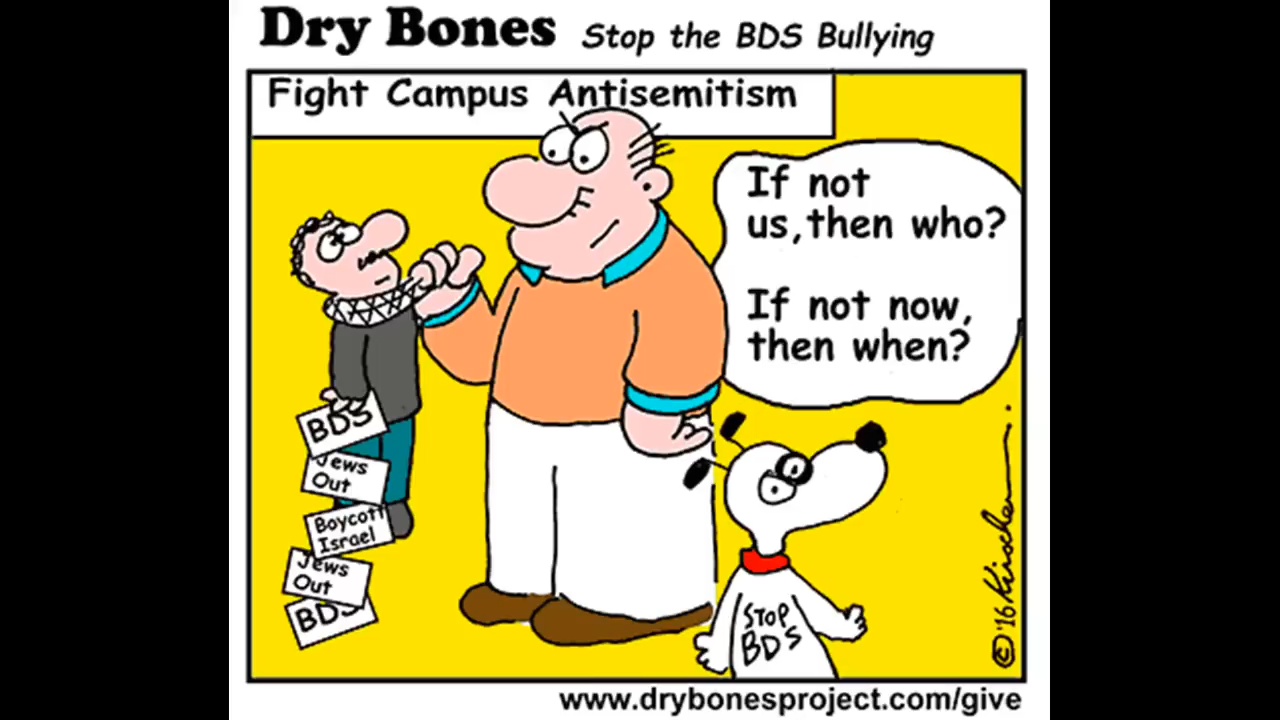 Dry Bones Stop the BDS Bullying
Fight Campus Antisemitism
If not
us, then who?
If not now,
then when?
BDS
Jews
Out
Boycott
Israel
Jews
Out
BDS
STOP
BDS
© '16 Kirschen
www.drybonesproject.com/give